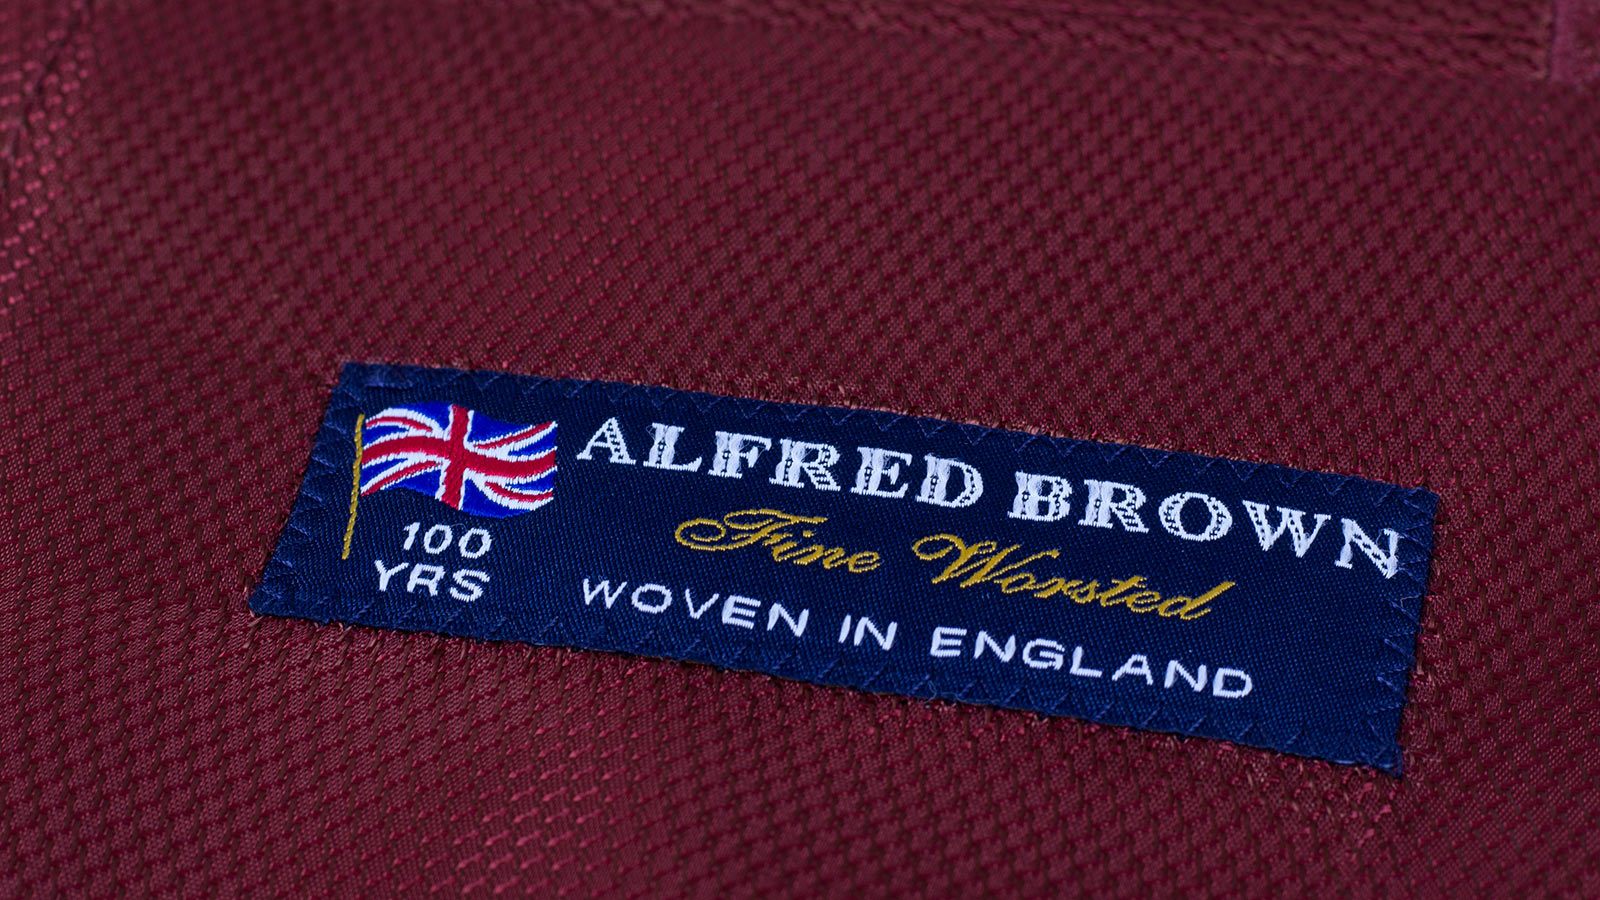 ALFRED BROWN
Fine Worsted
WOVEN IN ENGLAND
100
YRS